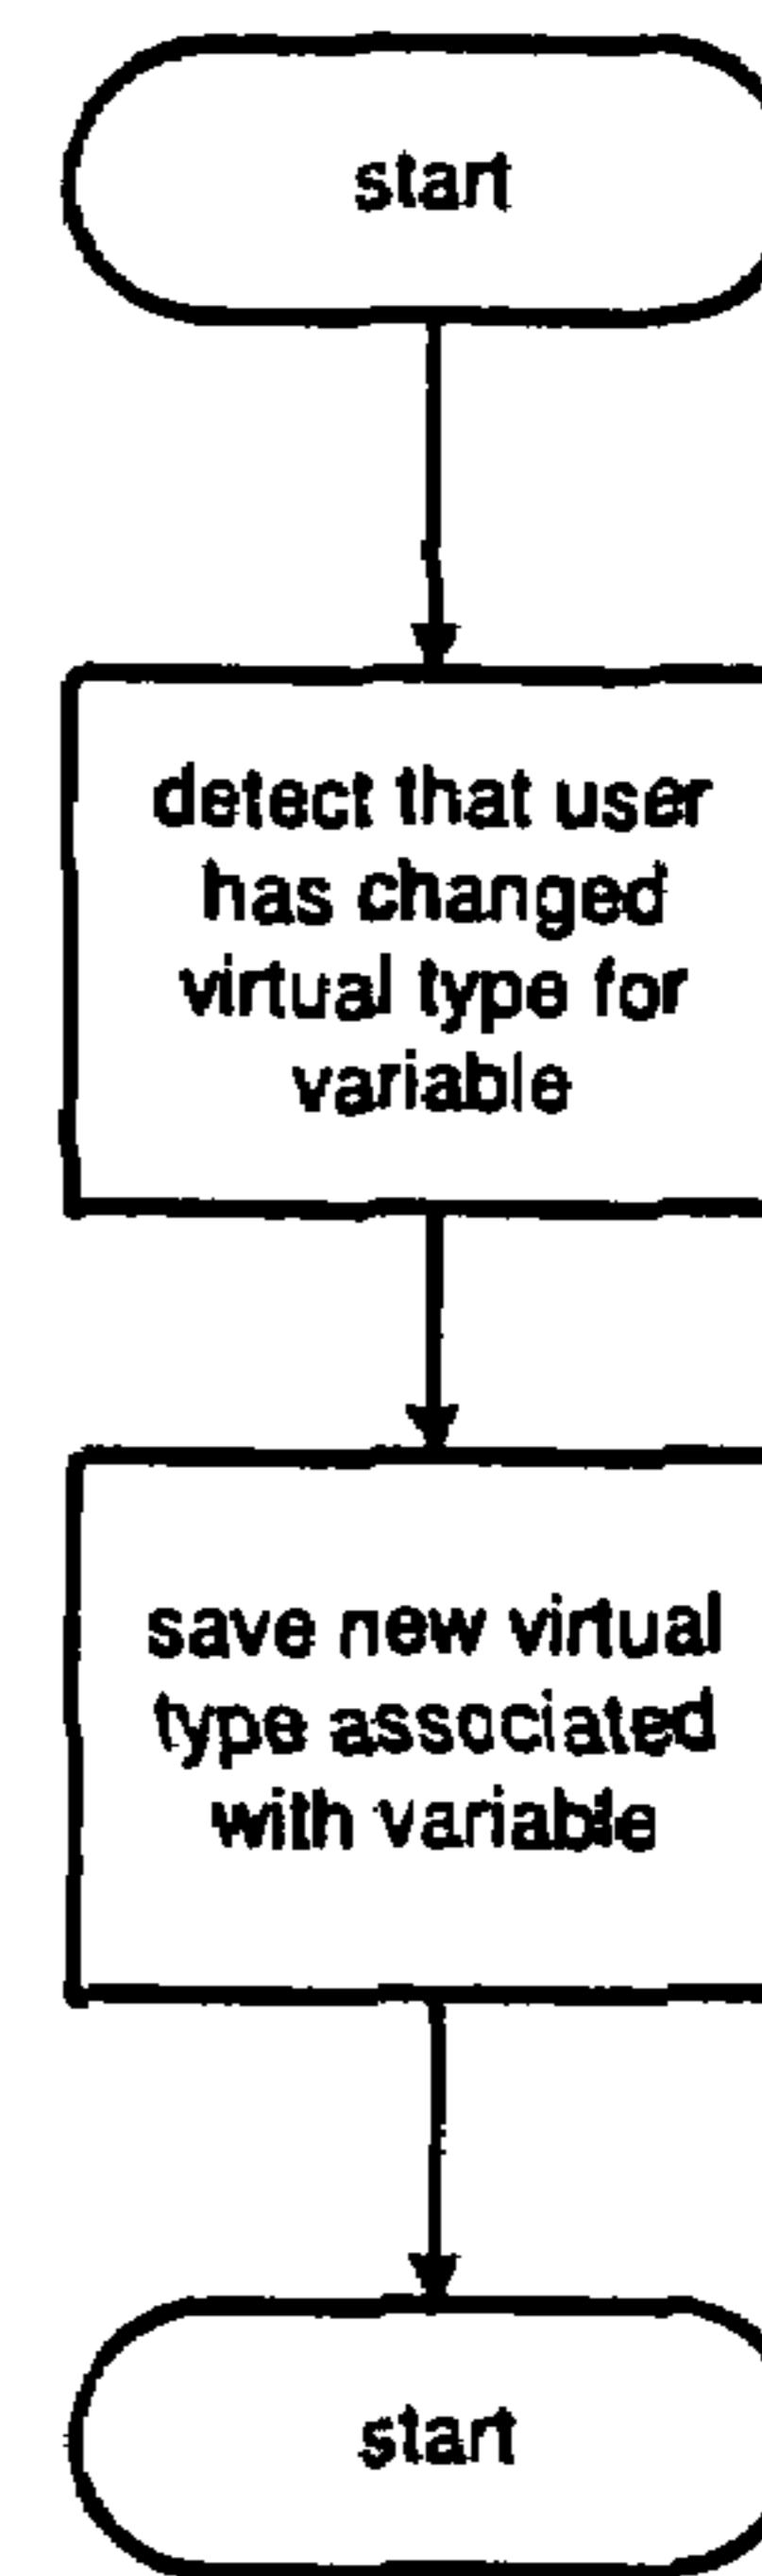 start
detect that user
has changed
virtual type for
variable
save new virtual
type associated
with variable
start